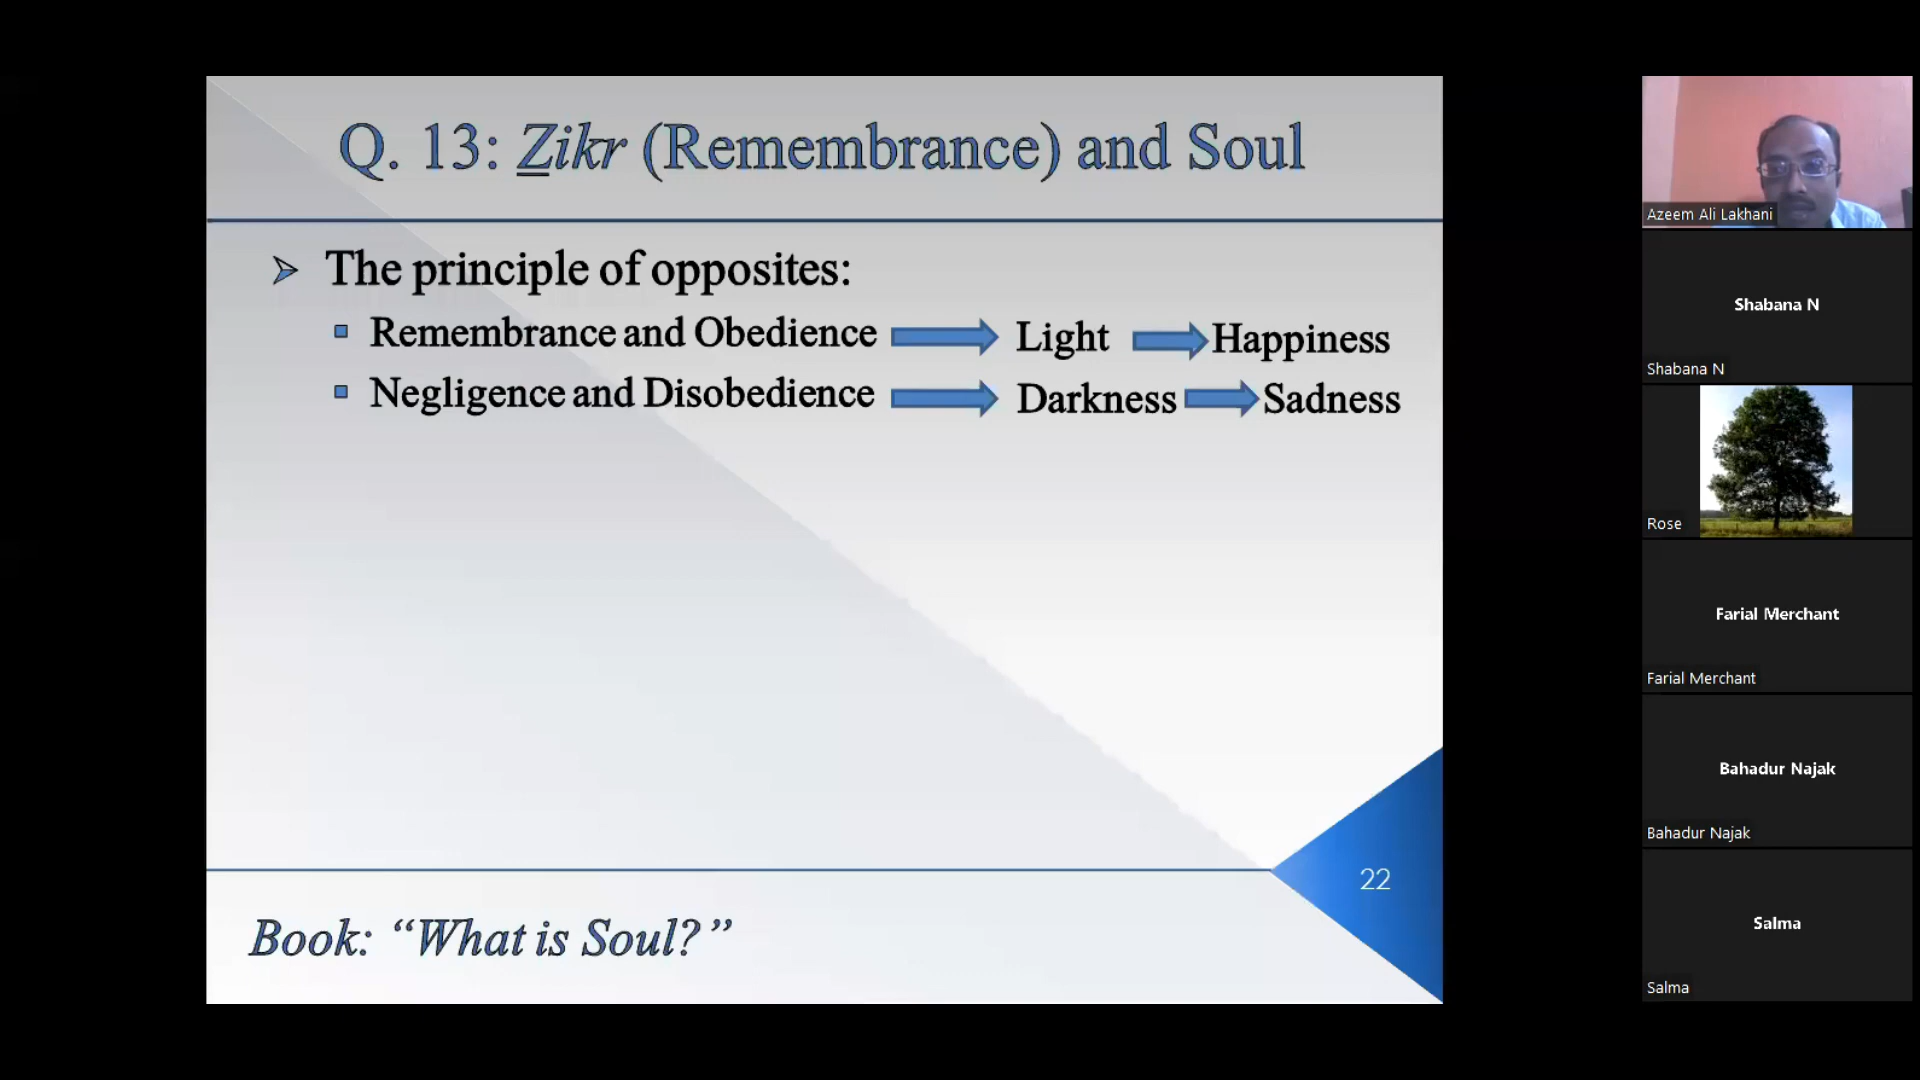 Q. 13: Zikr (Remembrance) and Soul
The principle of opposites:
Remembrance and Obedience Light Happiness
Negligence and Disobedience Darkness Sadness
22
Book: “What is Soul?”
Azeem Ali Lakhani
Shabana N
Shabana N
Rose
Farial Merchant
Farial Merchant
Bahadur Najak
Bahadur Najak
Salma
Salma